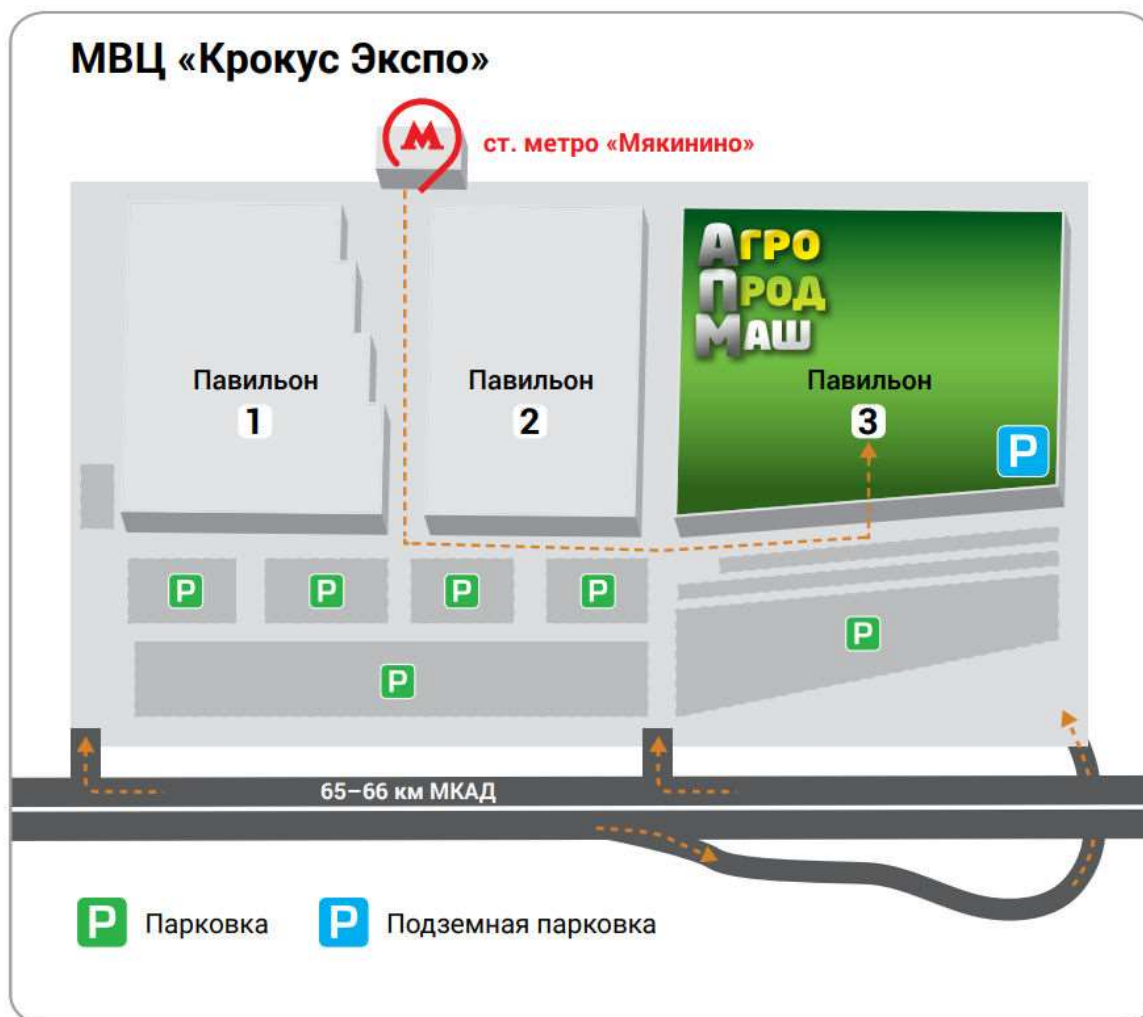 МВЦ «Крокус Экспо»
М
ст. метро «Мякинино»
АГРО
ПРОД
МАШ
Павильон
1
Павильон
2
Павильон
3
P
P
P
P
P
P
P
65–66 км МКАД
P Парковка
P Подземная парковка